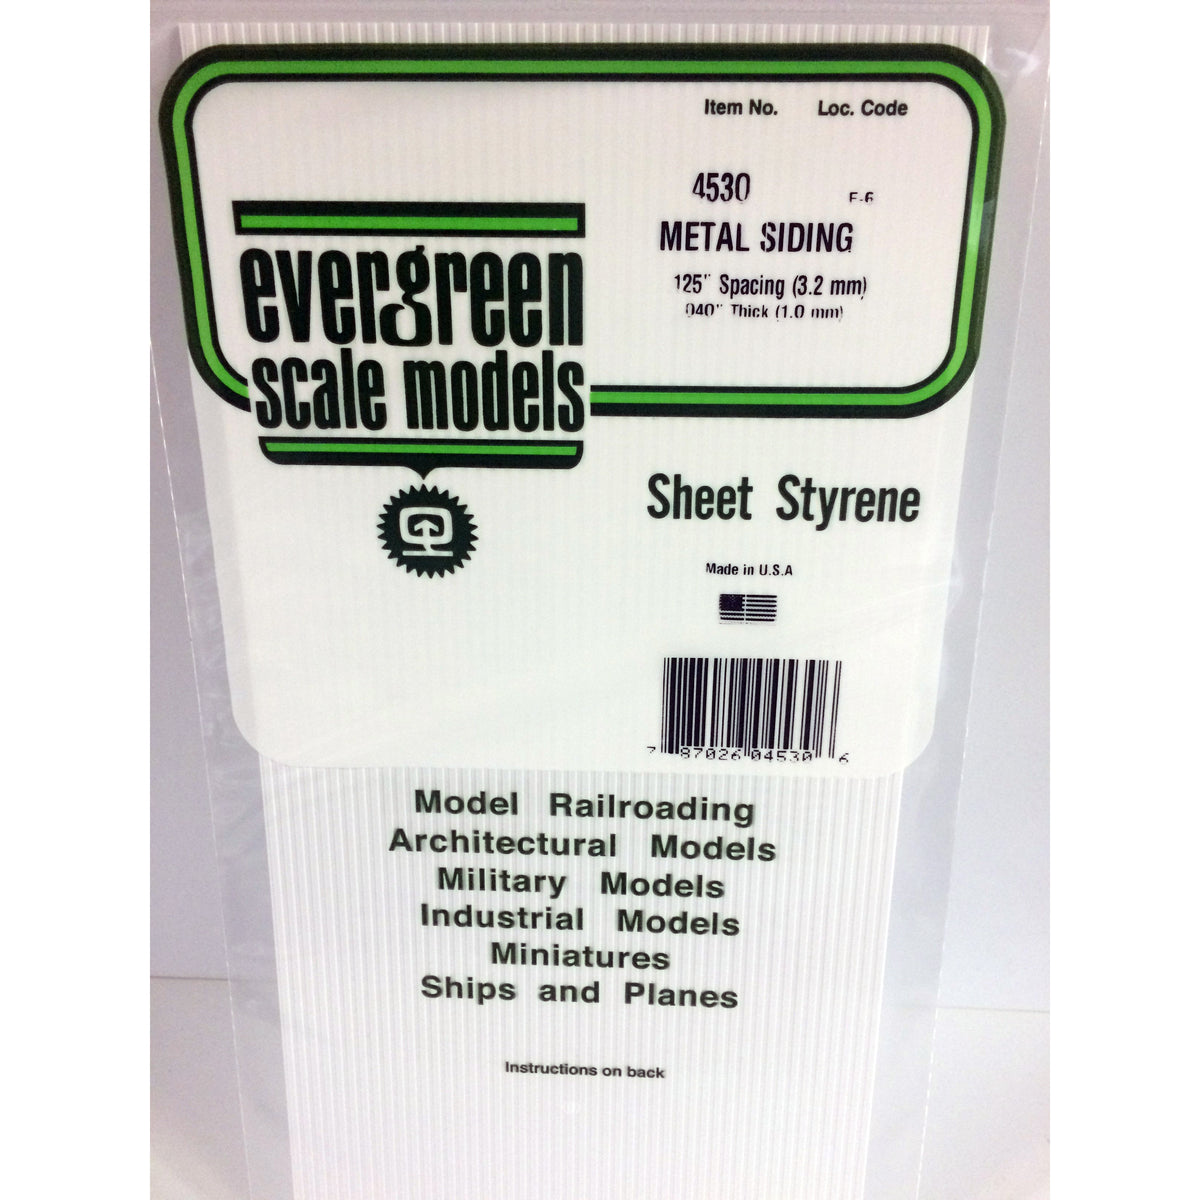 Item No. Loc. Code
4530 F-6
METAL SIDING
125" Spacing (3.2 mm)
040" Thick (1.0 mm)
evergreen
scale models
Sheet Styrene
Made in U.S.A
7 87026 04530 6
Model Railroading
Architectural Models
Military Models
Industrial Models
Miniatures
Ships and Planes
Instructions on back